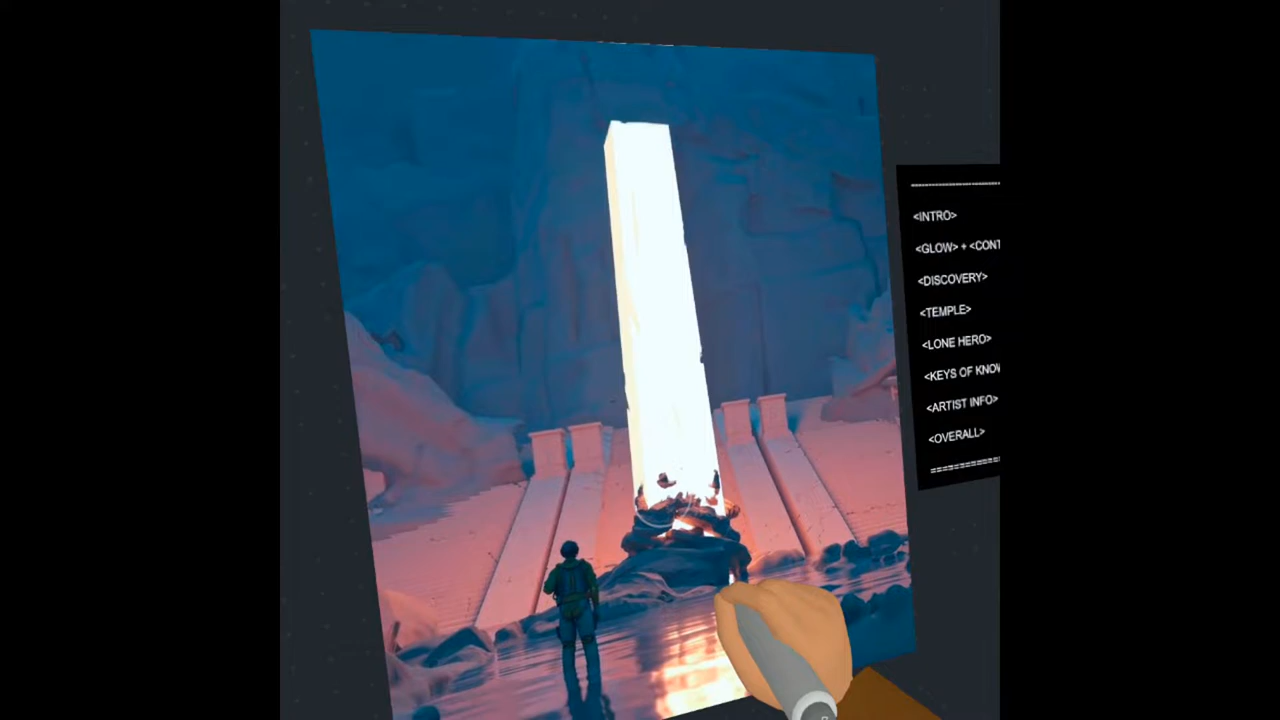 <INTRO>
<GLOW> + <CONT
<DISCOVERY>
<TEMPLE>
<LONE HERO>
<KEYS OF KNOW
<ARTIST INFO>
<OVERALL>